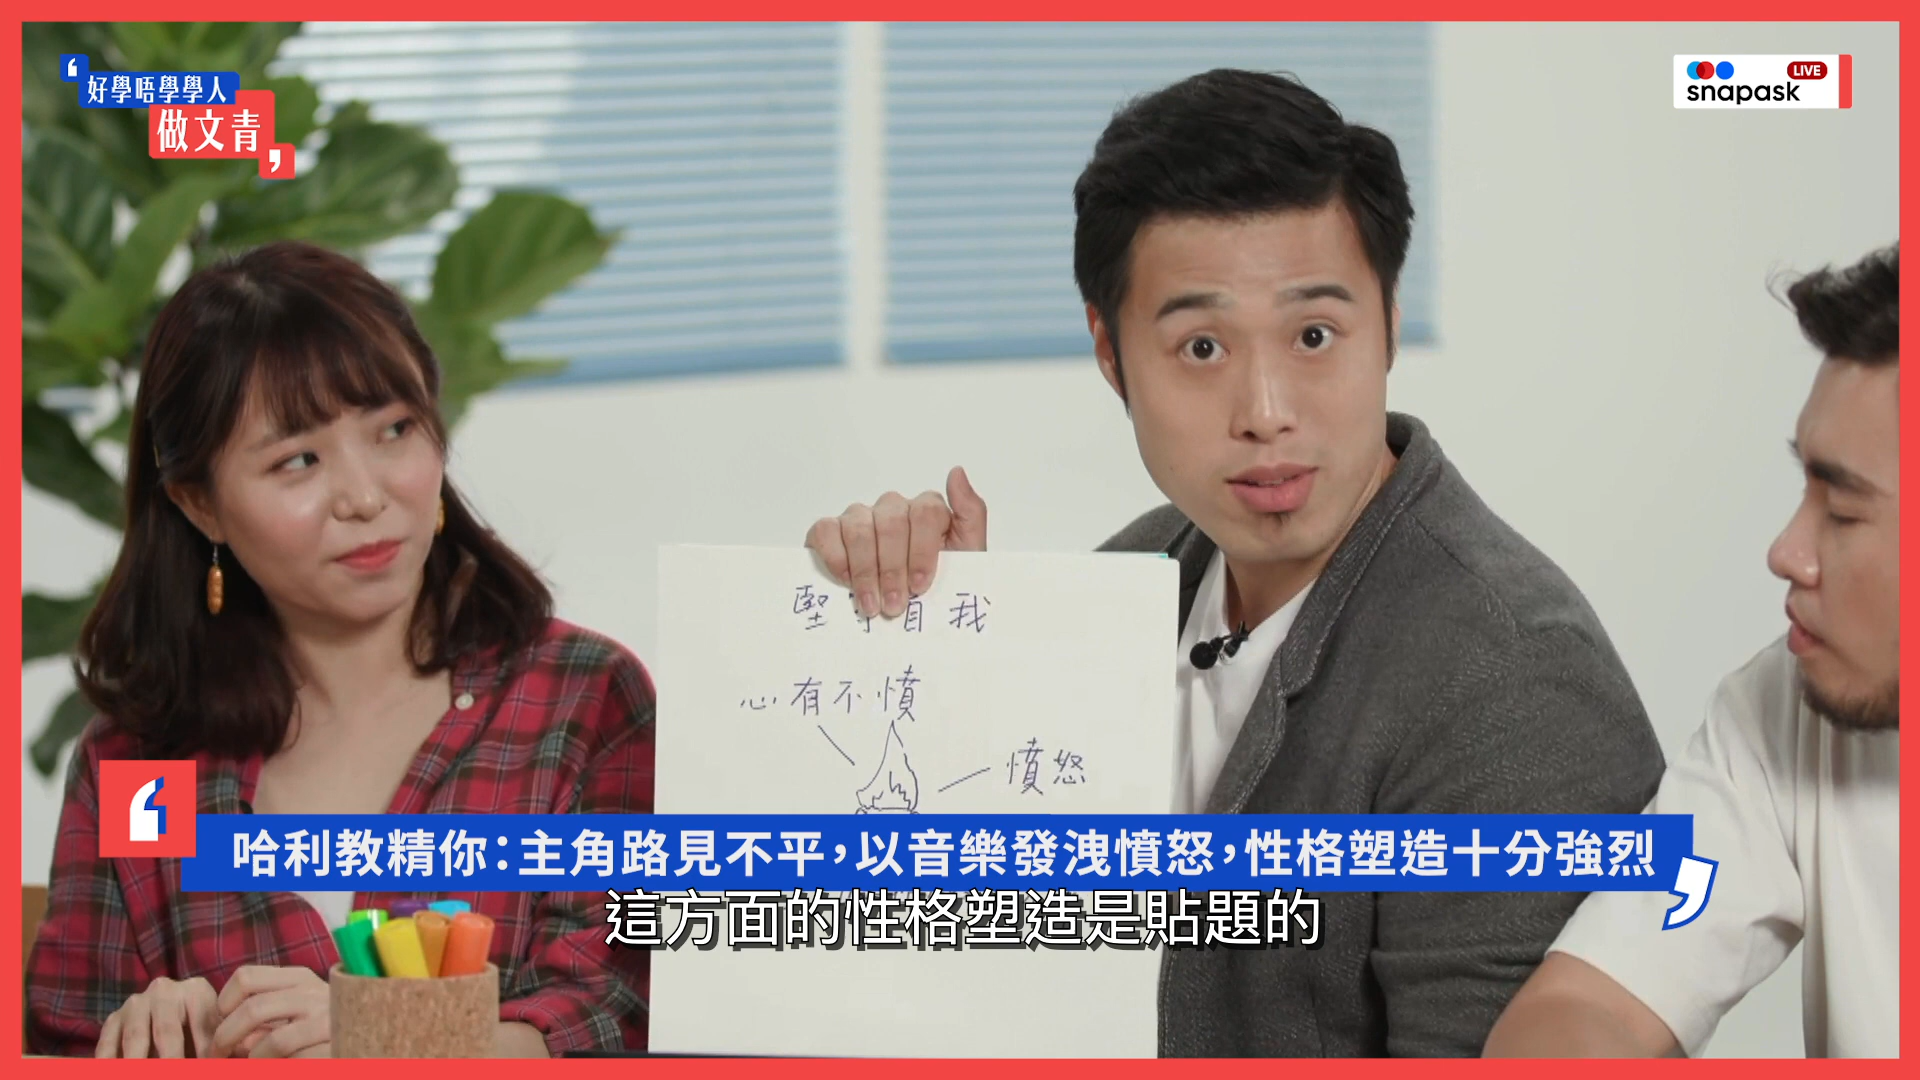 好學唔學學人
做文青
LIVE
snapask
堅守自我
心有不憤
憤怒
哈利教精你：主角路見不平，以音樂發洩憤怒，性格塑造十分強烈
這方面的性格塑造是貼題的